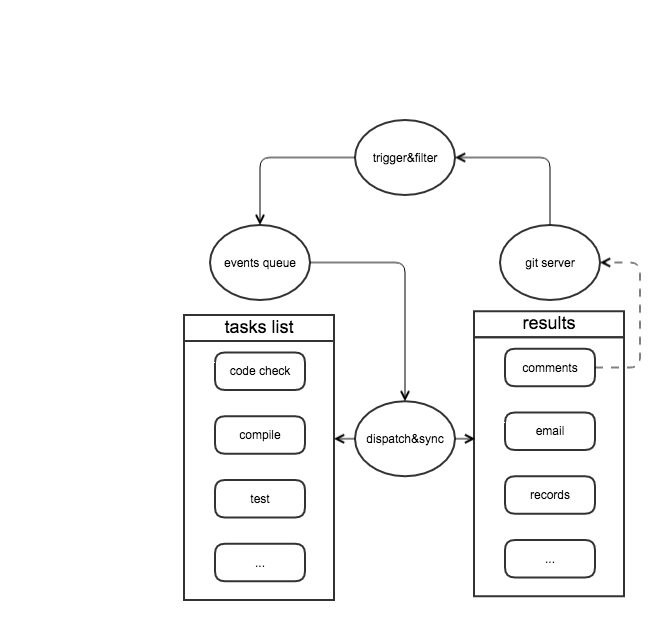 trigger&filter
events queue
git server
tasks list
results
code check
comments
compile
dispatch&sync
email
test
records
...
...